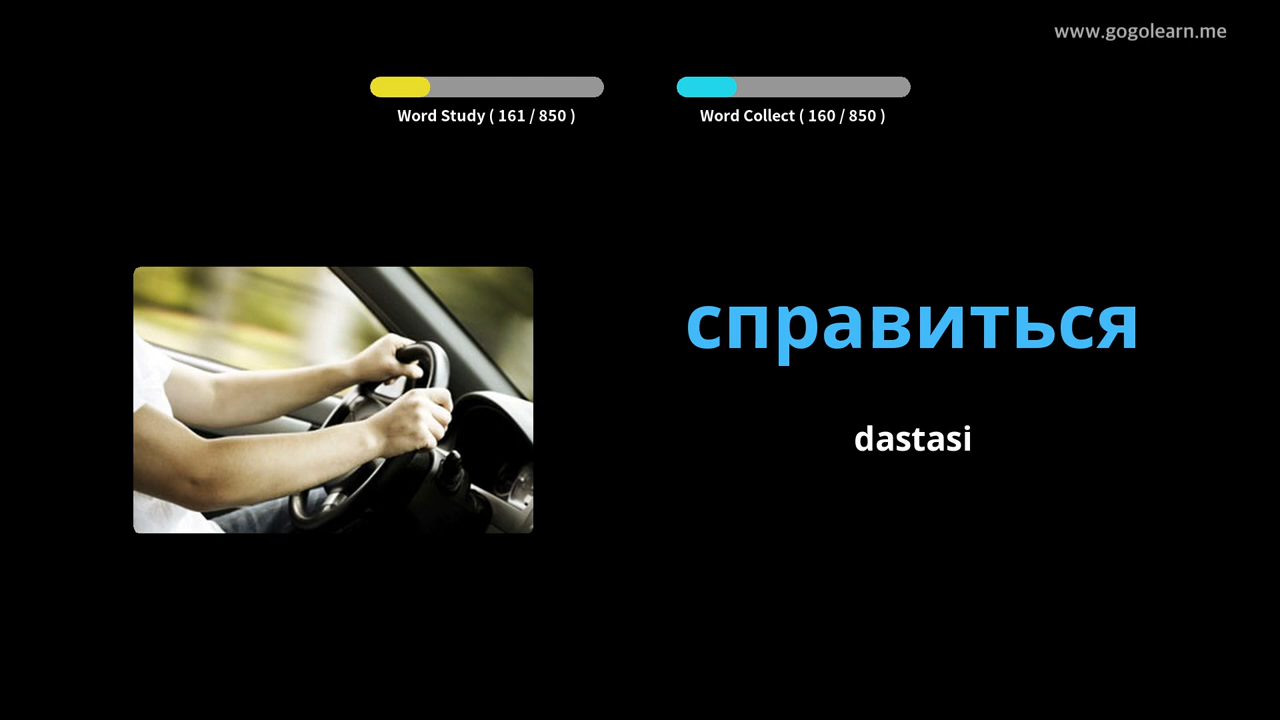 www.gogolearn.me
Word Study ( 161 / 850 )
Word Collect ( 160 / 850 )
справиться
dastasi